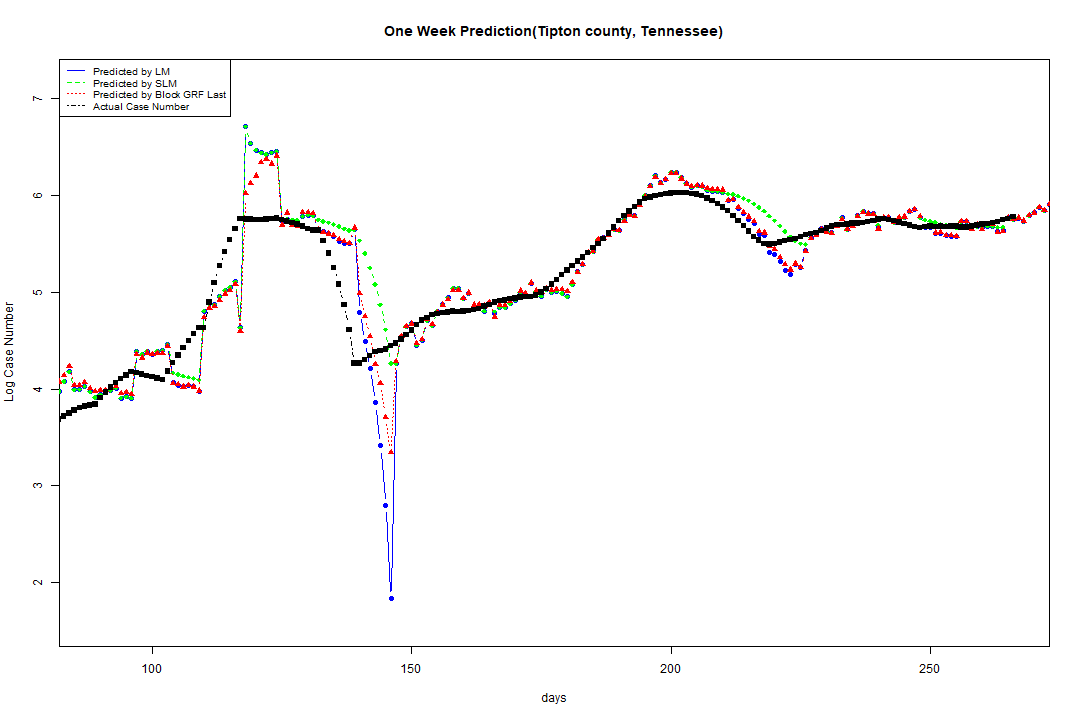 One Week Prediction(Tipton county, Tennessee)
Predicted by LM
Predicted by SLM
Predicted by Block GRF Last
Actual Case Number
7
6
5
4
3
2
Log Case Number
100 150 200 250
days